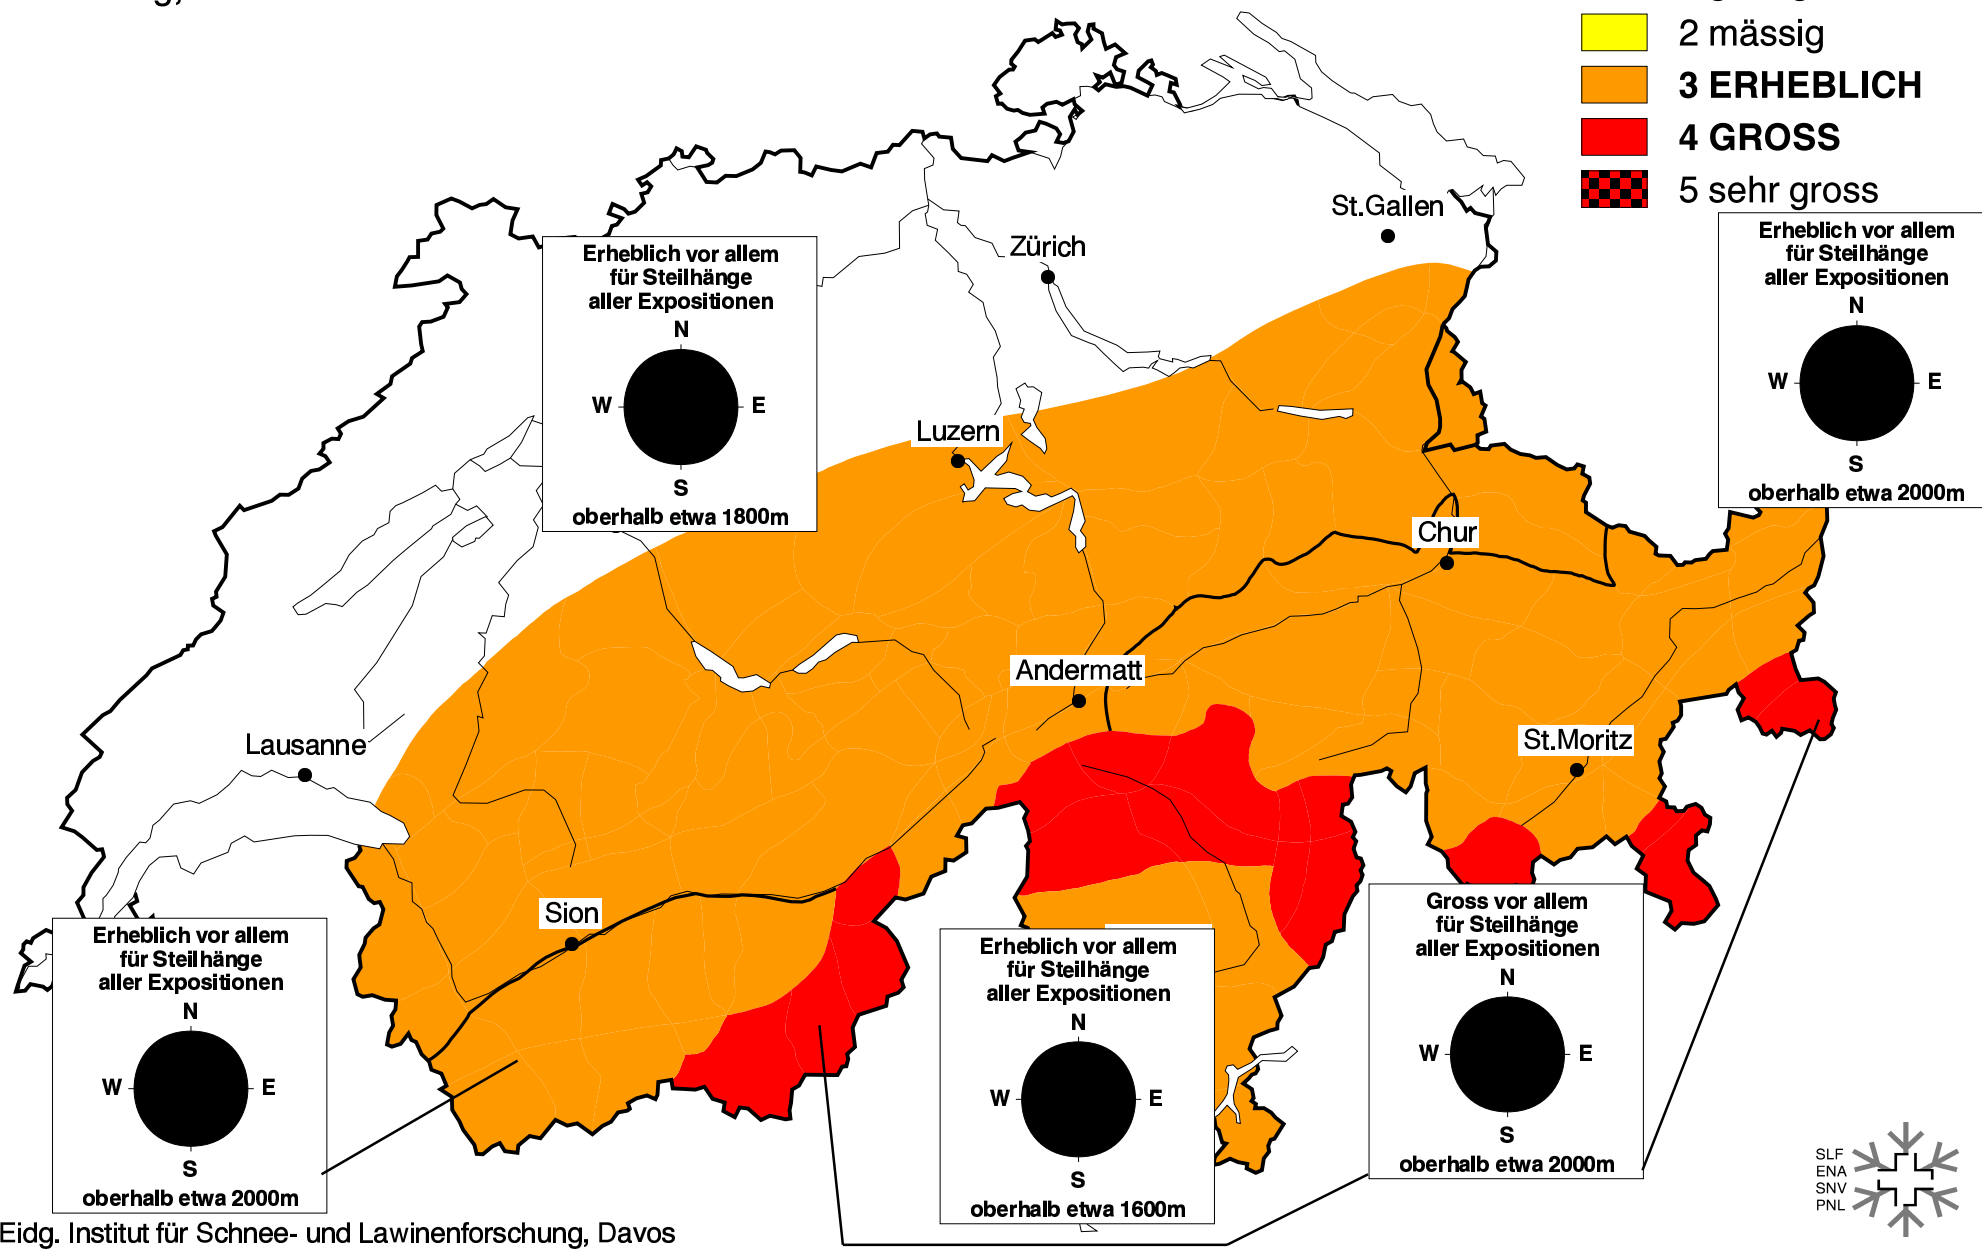 2 mässig
3 ERHEBLICH
4 GROSS
5 sehr gross
St.Gallen
Zürich
Erheblich vor allem
für Steilhänge
aller Expositionen
N
W E
S
oberhalb etwa 1800m
Erheblich vor allem
für Steilhänge
aller Expositionen
N
W E
S
oberhalb etwa 2000m
Luzern
Chur
Andermatt
Lausanne
St.Moritz
Sion
Erheblich vor allem
für Steilhänge
aller Expositionen
N
W E
S
oberhalb etwa 2000m
Erheblich vor allem
für Steilhänge
aller Expositionen
N
W E
S
oberhalb etwa 1600m
Gross vor allem
für Steilhänge
aller Expositionen
N
W E
S
oberhalb etwa 2000m
SLF
ENA
SNV
PNL
Eidg. Institut für Schnee- und Lawinenforschung, Davos